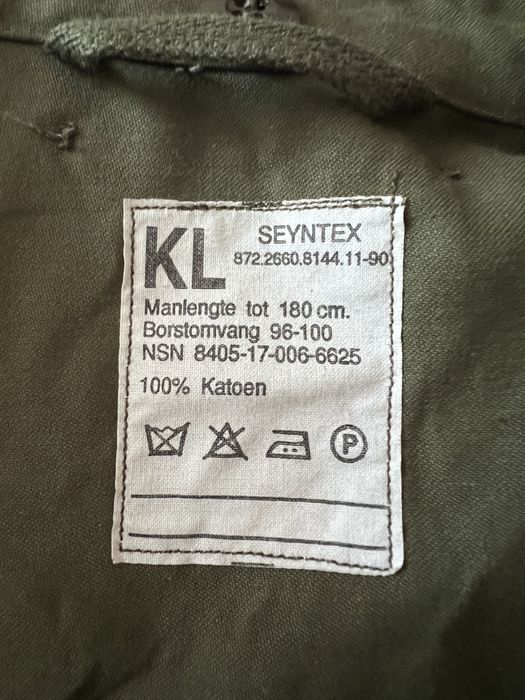 KL SEYNTEX
872.2660.8144.11-90
Manlengte tot 180 cm.
Borstomvang 96-100
NSN 8405-17-006-6625
100% Katoen
P